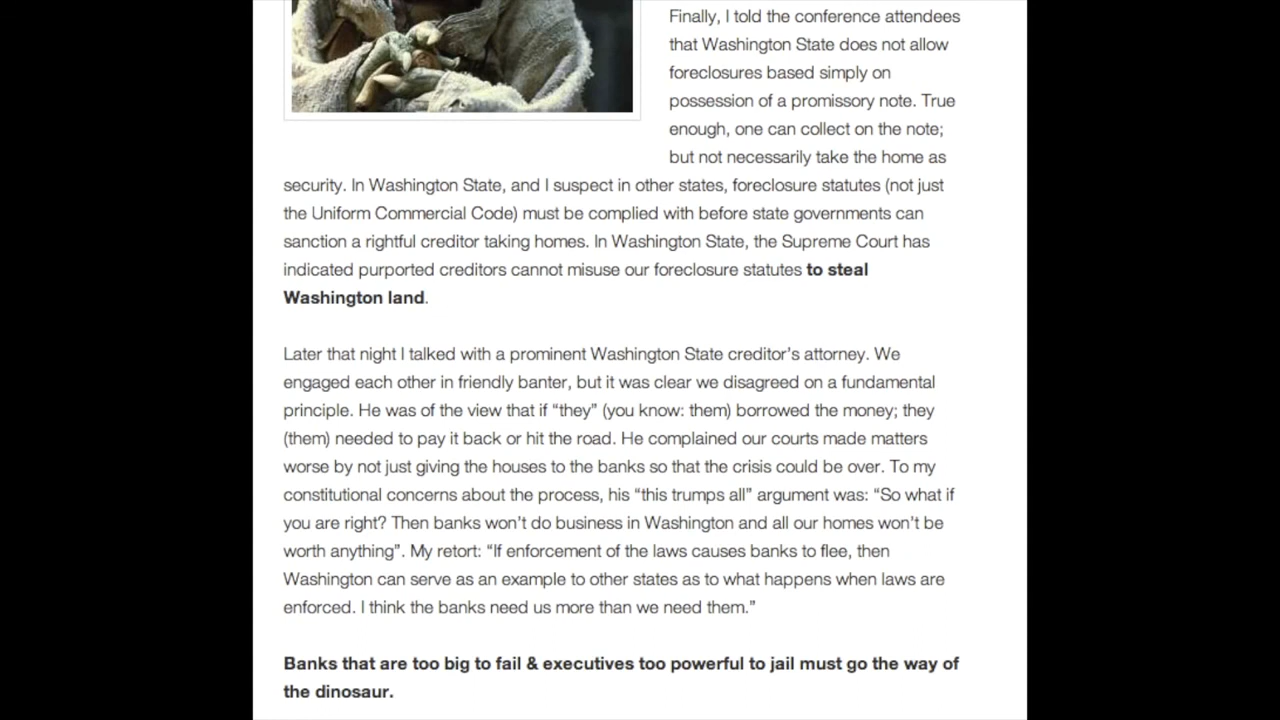 Finally, I told the conference attendees
that Washington State does not allow
foreclosures based simply on
possession of a promissory note. True
enough, one can collect on the note;
but not necessarily take the home as
security. In Washington State, and I suspect in other states, foreclosure statutes (not just
the Uniform Commercial Code) must be complied with before state governments can
sanction a rightful creditor taking homes. In Washington State, the Supreme Court has
indicated purported creditors cannot misuse our foreclosure statutes to steal
Washington land.
Later that night I talked with a prominent Washington State creditor’s attorney. We
engaged each other in friendly banter, but it was clear we disagreed on a fundamental
principle. He was of the view that if “they” (you know: them) borrowed the money; they
(them) needed to pay it back or hit the road. He complained our courts made matters
worse by not just giving the houses to the banks so that the crisis could be over. To my
constitutional concerns about the process, his “this trumps all” argument was: “So what if
you are right? Then banks won’t do business in Washington and all our homes won’t be
worth anything”. My retort: “If enforcement of the laws causes banks to flee, then
Washington can serve as an example to other states as to what happens when laws are
enforced. I think the banks need us more than we need them.”
Banks that are too big to fail & executives too powerful to jail must go the way of
the dinosaur.